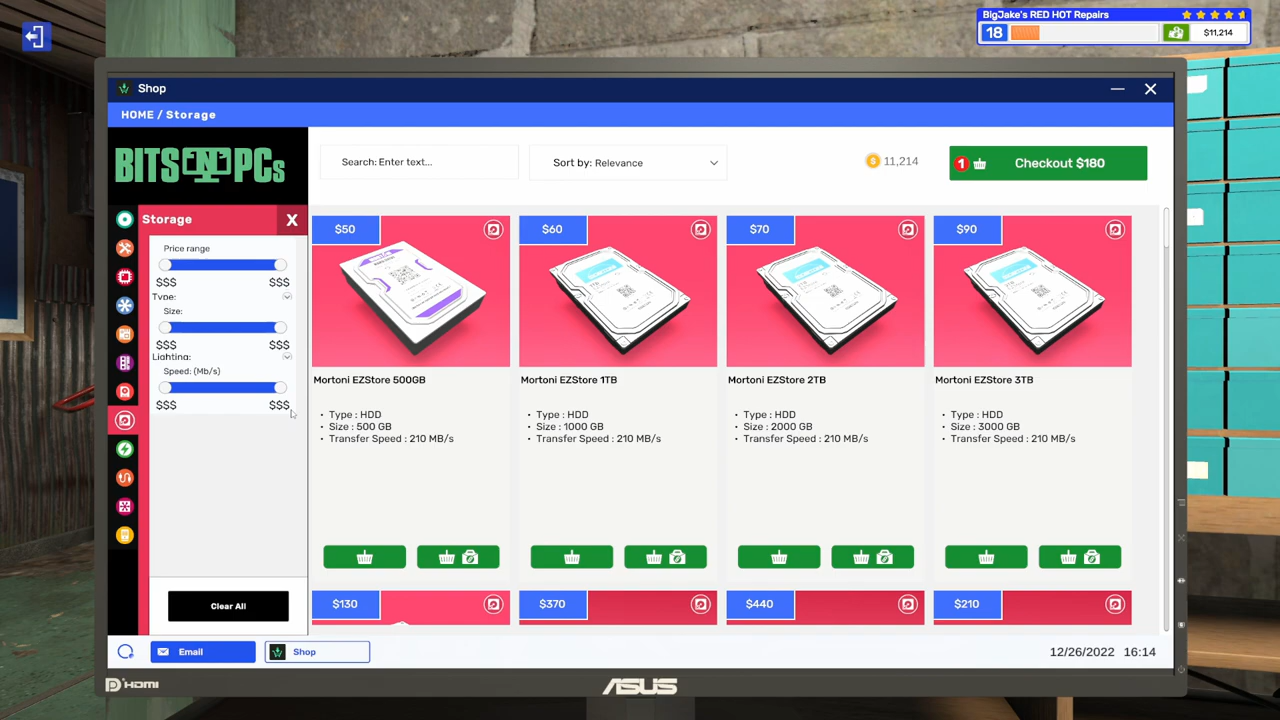 BigJake's RED HOT Repairs
18
$11,214
Shop
HOME / Storage
BITS N PCs
Search: Enter text...
Sort by: Relevance
11,214
1
Checkout $180
Storage
X
Price range
$$$ $$$
Type:
Size:
$$$ $$$
Lighting:
Speed: (Mb/s)
$$$ $$$
Clear All
$50
Mortoni EZStore 500GB
• Type : HDD
• Size : 500 GB
• Transfer Speed : 210 MB/s
$60
Mortoni EZStore 1TB
• Type : HDD
• Size : 1000 GB
• Transfer Speed : 210 MB/s
$70
Mortoni EZStore 2TB
• Type : HDD
• Size : 2000 GB
• Transfer Speed : 210 MB/s
$90
Mortoni EZStore 3TB
• Type : HDD
• Size : 3000 GB
• Transfer Speed : 210 MB/s
$130
$370
$440
$210
Email
Shop
12/26/2022 16:14
HDMI
ASUS